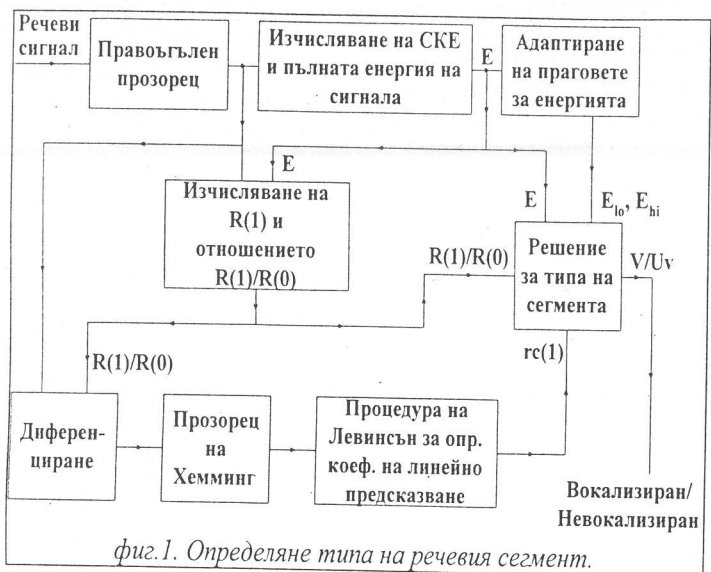 Речеви
сигнал
Правоъгълен
прозорец
Изчисляване на СКЕ
и пълната енергия на
сигнала
E
Адаптиране
на праговете
за енергията
E
Изчисляване на
R(1) и
отношението
R(1)/R(0)
E
E_lo, E_hi
R(1)/R(0)
Решение
за типа на
сегмента
V/Uv
rc(1)
R(1)/R(0)
Диферен-
циране
Прозорец
на
Хемминг
Процедура на
Левинсън за опр.
коеф. на линейно
предсказване
Вокализиран/
Невокализиран
фиг.1. Определяне типа на речевия сегмент.